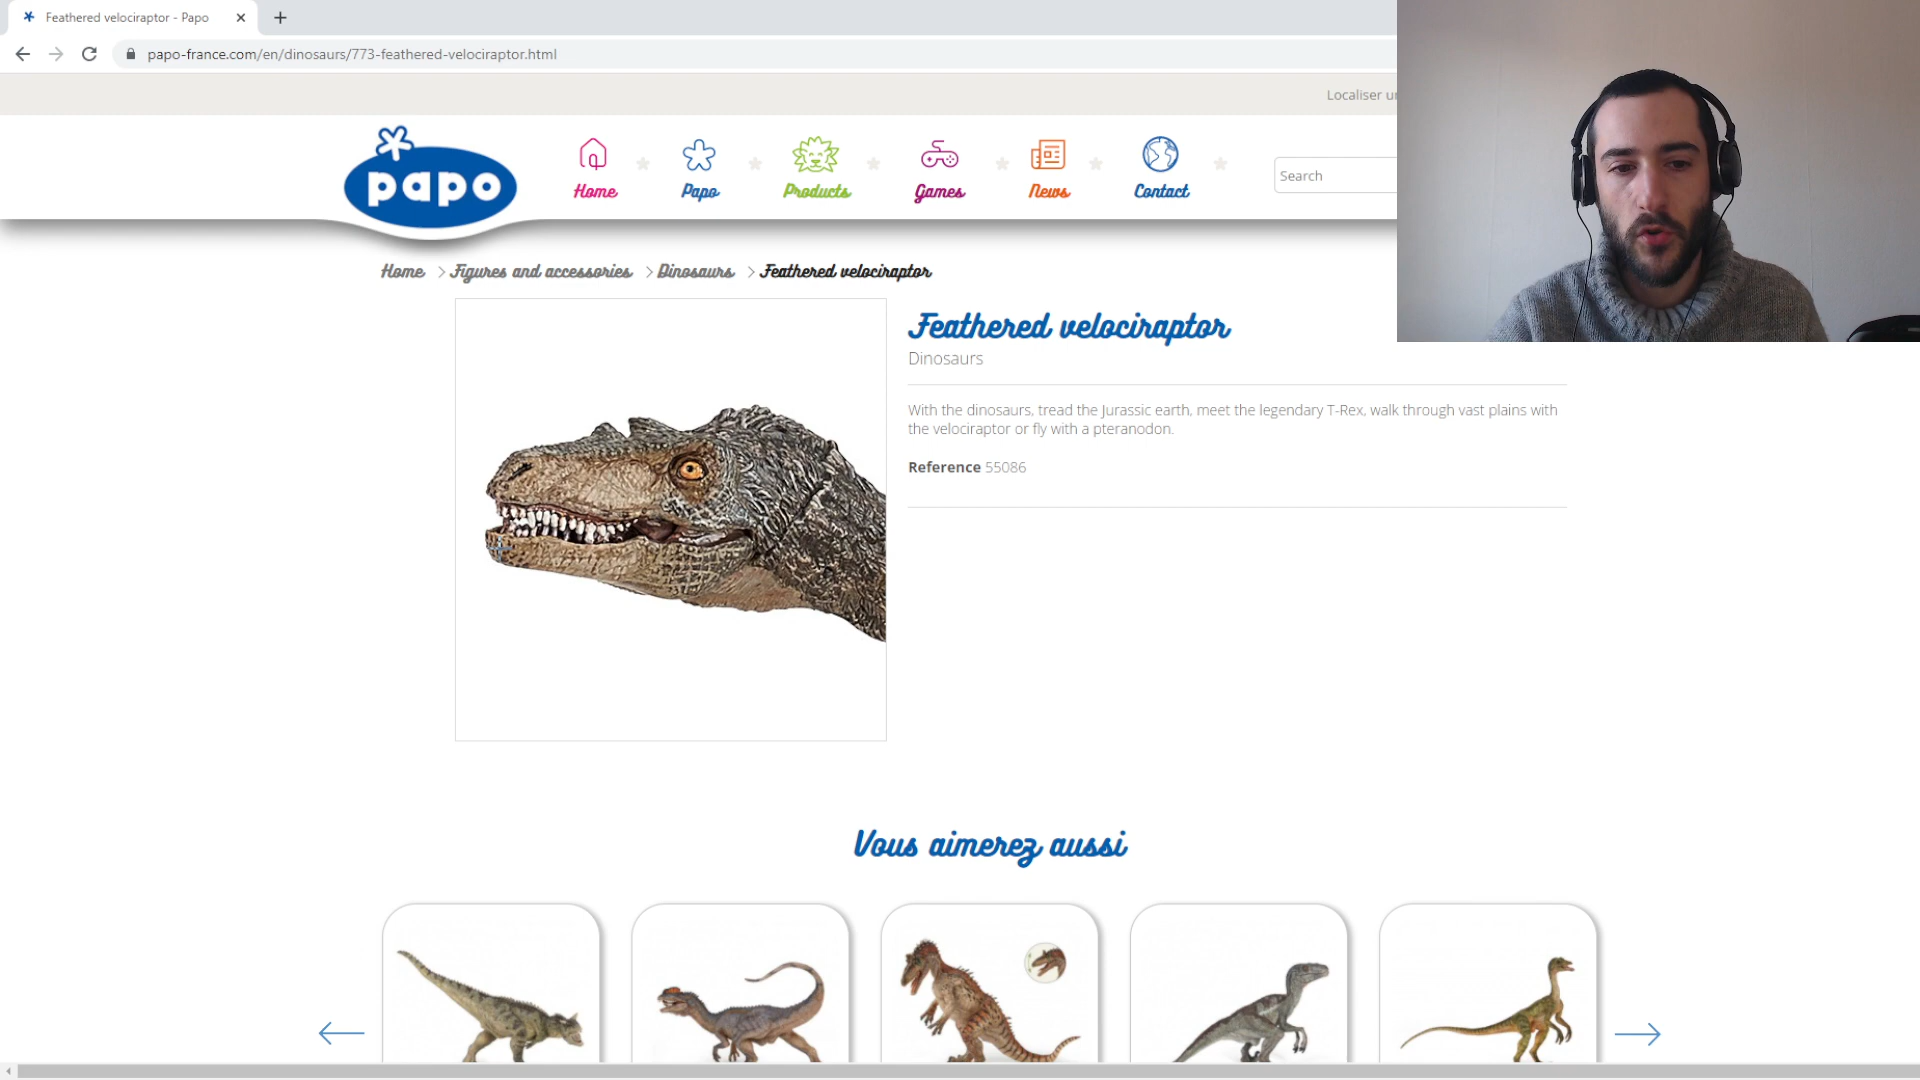 Feathered velociraptor - Papo
papo-france.com/en/dinosaurs/773-feathered-velociraptor.html
Localiser un
papo
Home
Papo
Products
Games
News
Contact
Search
Home > Figures and accessories > Dinosaurs > Feathered velociraptor
Feathered velociraptor
Dinosaurs
With the dinosaurs, tread the Jurassic earth, meet the legendary T-Rex, walk through vast plains with
the velociraptor or fly with a pteranodon.
Reference 55086
Vous aimerez aussi